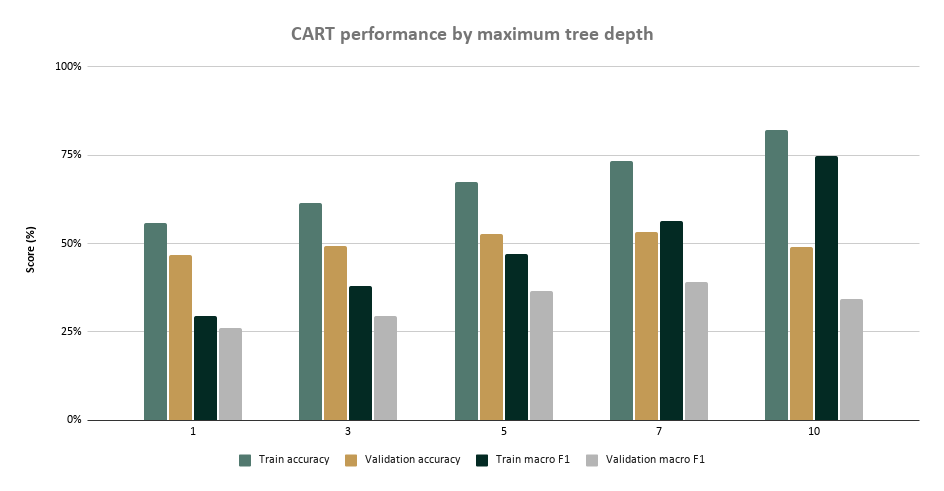 CART performance by maximum tree depth
100%
75%
50%
25%
0%
Score (%)
1 3 5 7 10
Train accuracy Validation accuracy Train macro F1 Validation macro F1